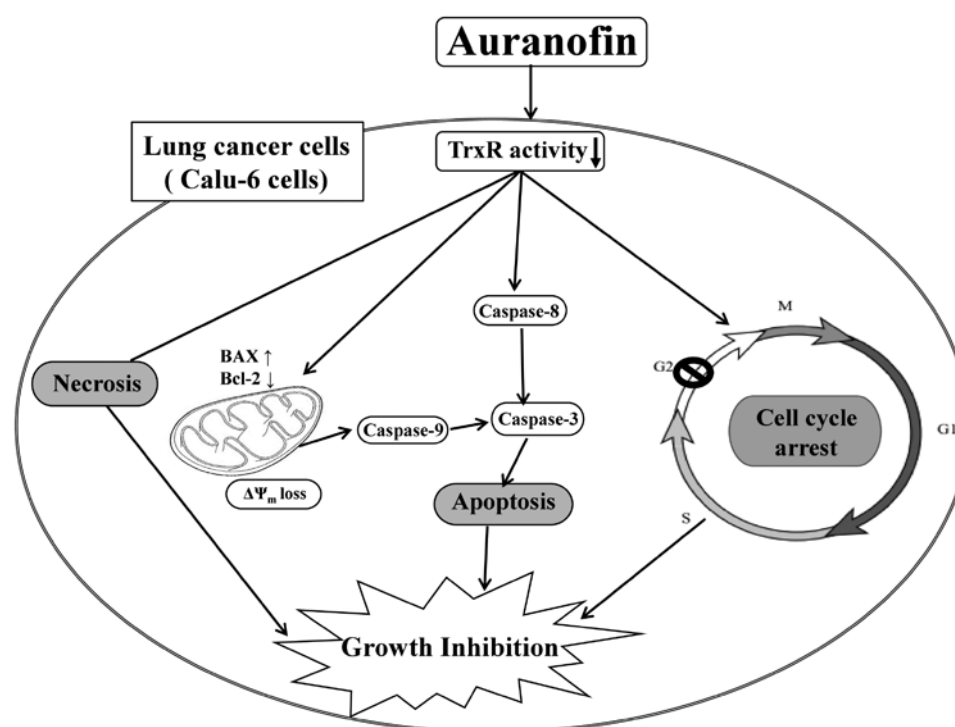 Auranofin
Lung cancer cells
( Calu-6 cells)
TrxR activity↓
Caspase-8
M
BAX ↑
Bcl-2 ↓
G2
Necrosis
Caspase-9
Caspase-3
Cell cycle
arrest
G1
ΔΨm loss
Apoptosis
S
Growth Inhibition